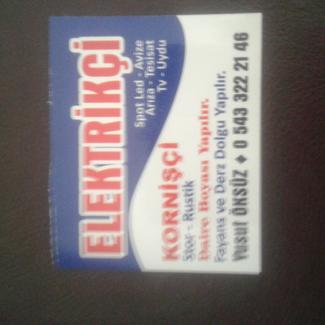 ELEKTRİKÇİ
Spot Led - Avize
Arıza - Tesisat
Tv - Uydu
KORNİŞÇİ
Stor - Rustik
Daire Boyası Yapılır.
Fayans ve Derz Dolgu Yapılır.
Yusuf ÖKSÜZ ♦ 0 543 322 21 46